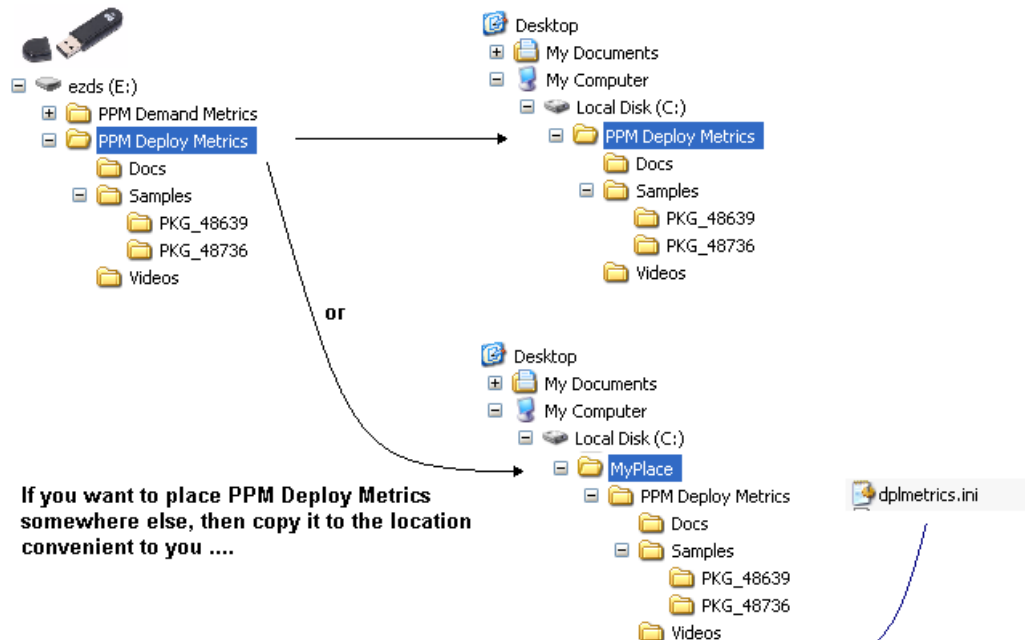 ezds (E:)
PPM Demand Metrics
PPM Deploy Metrics
Docs
Samples
PKG_48639
PKG_48736
Videos
Desktop
My Documents
My Computer
Local Disk (C:)
PPM Deploy Metrics
Docs
Samples
PKG_48639
PKG_48736
Videos
or
Desktop
My Documents
My Computer
Local Disk (C:)
MyPlace
PPM Deploy Metrics
Docs
Samples
PKG_48639
PKG_48736
Videos
If you want to place PPM Deploy Metrics
somewhere else, then copy it to the location
convenient to you ....
dplmetrics.ini